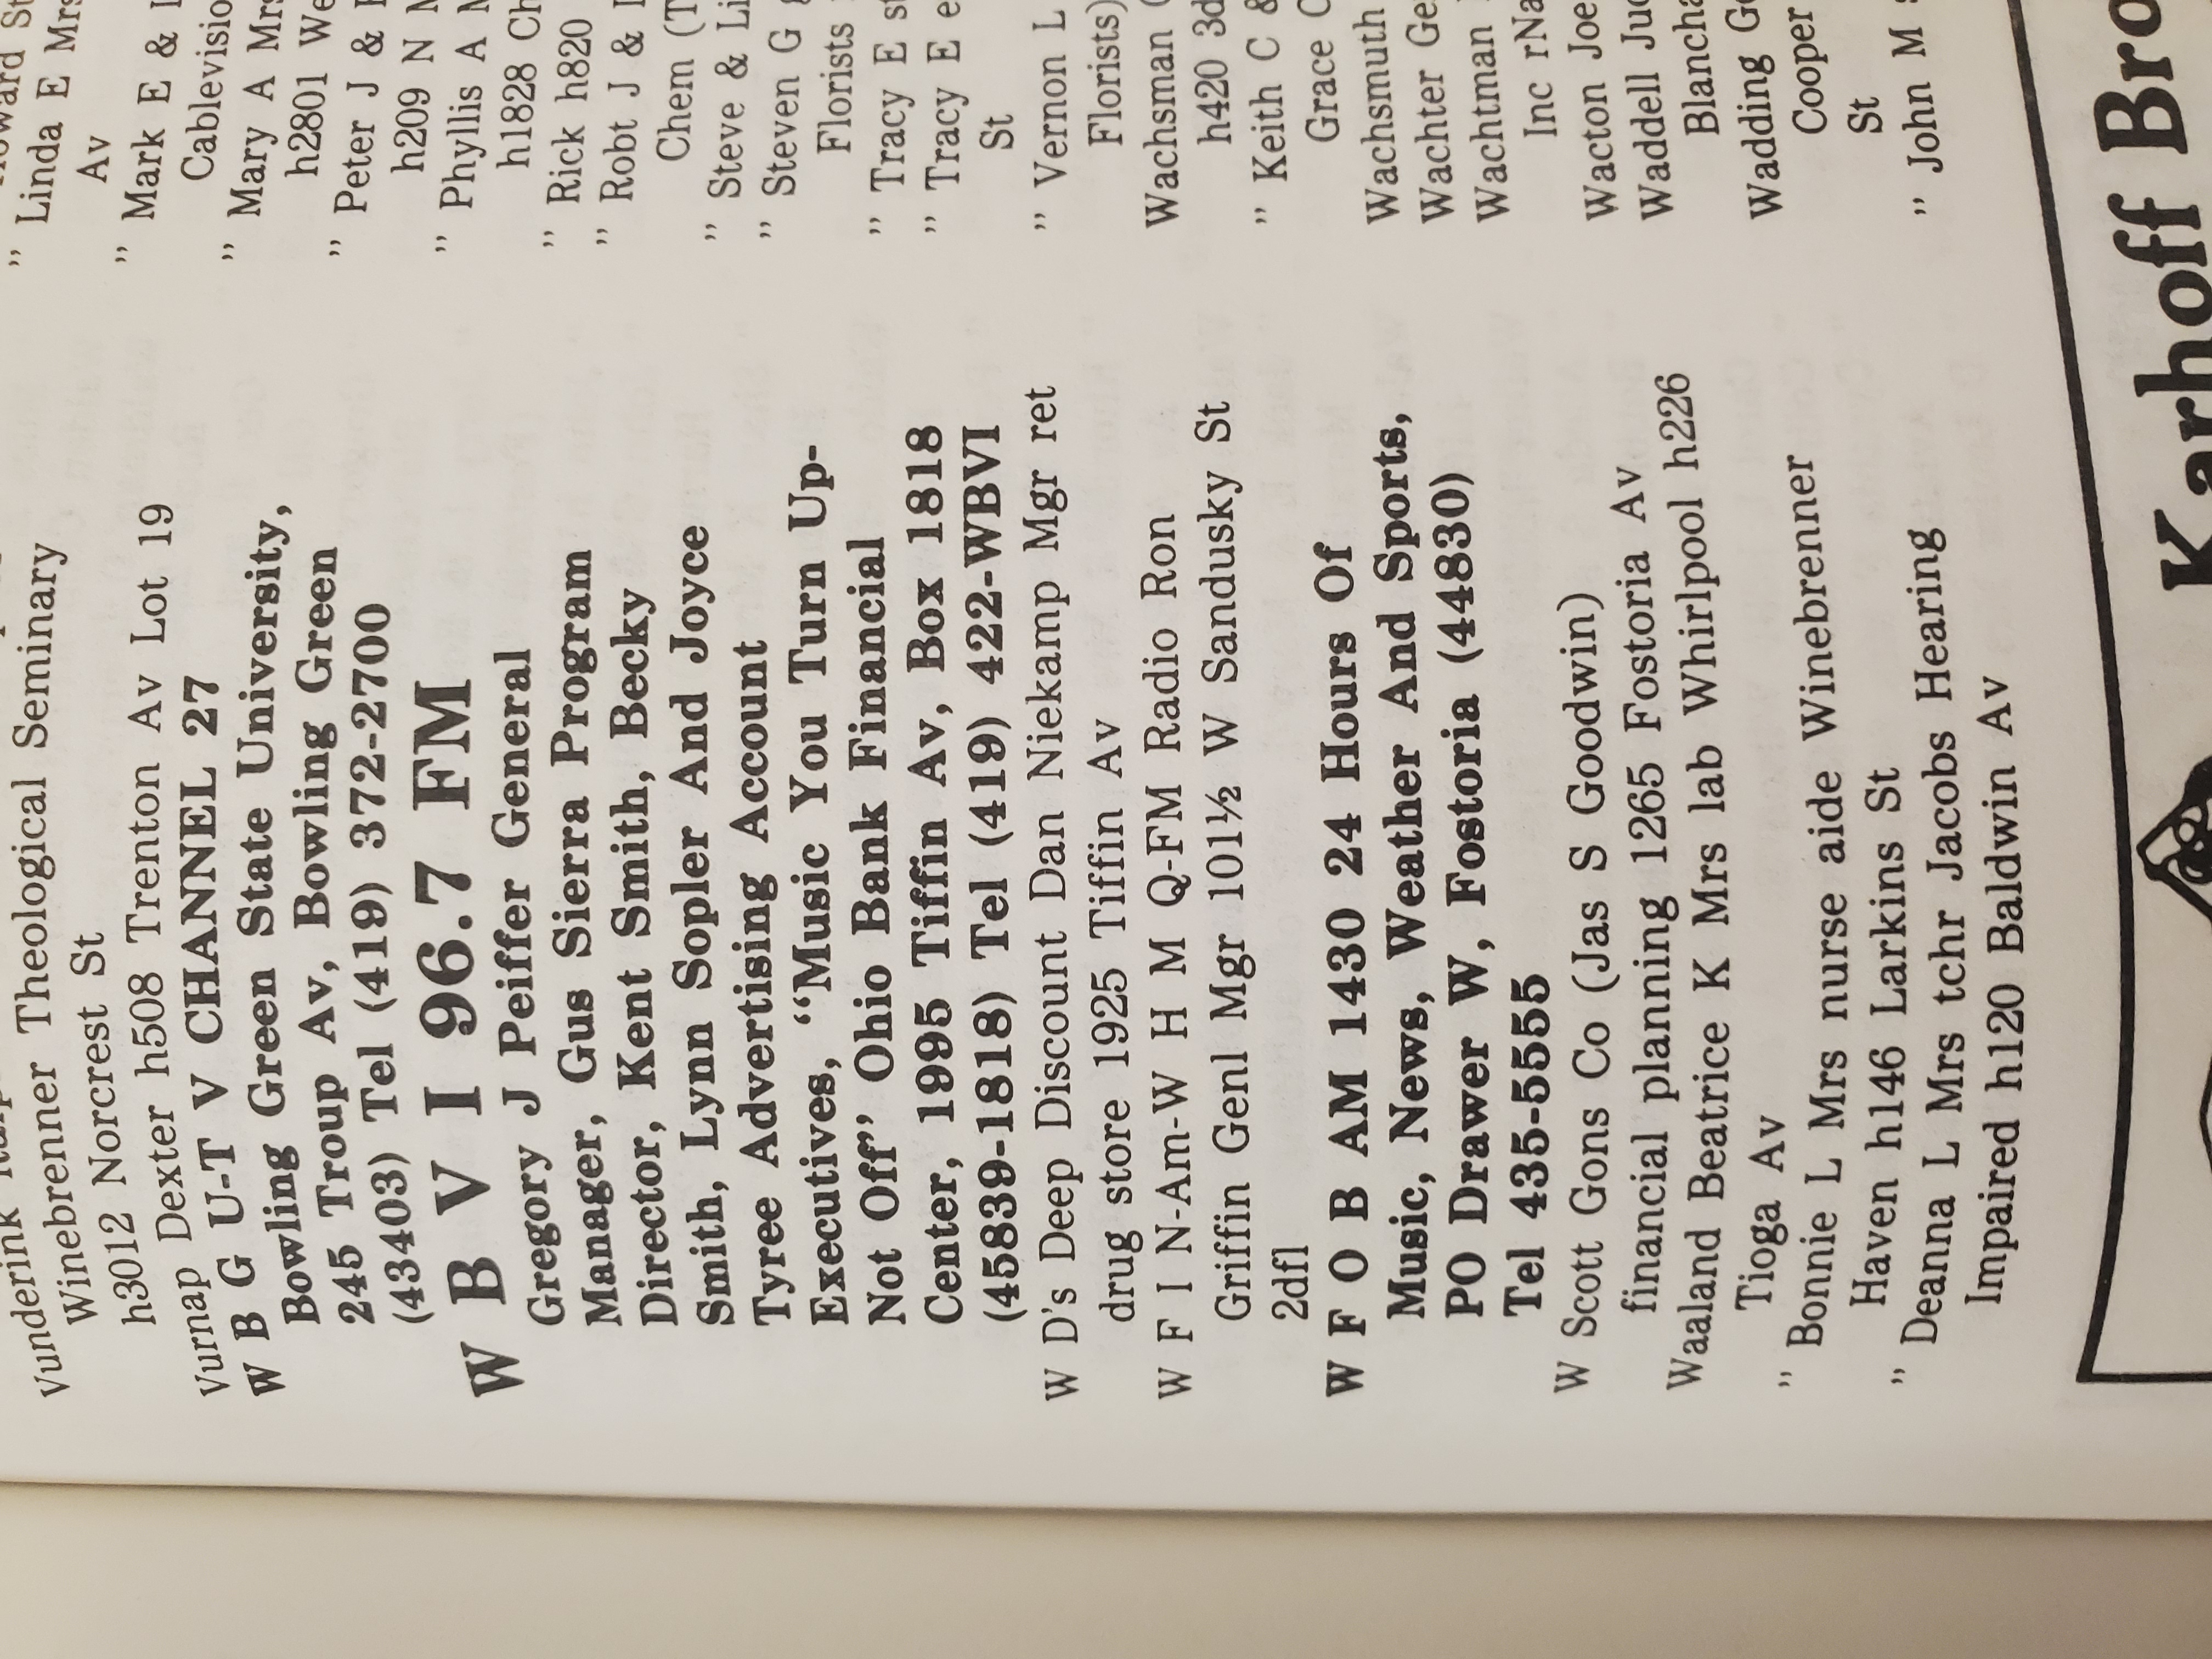 Vunderink
Winebrenner Theological Seminary
Winebrenner St
h3012 Norcrest St
Vurnap Dexter h508 Trenton Av Lot 19
W B G U-T V CHANNEL 27
Bowling Green State University,
245 Troup Av, Bowling Green
(43403) Tel (419) 372-2700
W B V I 96.7 FM
Gregory J Peiffer General
Manager, Gus Sierra Program
Director, Kent Smith, Becky
Smith, Lynn Sopler And Joyce
Tyree Advertising Account
Executives, “Music You Turn Up-
Not Off” Ohio Bank Financial
Center, 1995 Tiffin Av, Box 1818
(45839-1818) Tel (419) 422-WBVI
W D's Deep Discount Dan Niekamp Mgr ret
drug store 1925 Tiffin Av
W F I N-Am-W H M Q-FM Radio Ron
Griffin Genl Mgr 101½ W Sandusky St
2dfl
W F O B AM 1430 24 Hours Of
Music, News, Weather And Sports,
PO Drawer W, Fostoria (44830)
Tel 435-5555
W Scott Gons Co (Jas S Goodwin)
financial planning 1265 Fostoria Av
Waaland Beatrice K Mrs lab Whirlpool h226
Tioga Av
” Bonnie L Mrs nurse aide Winebrenner
Haven h146 Larkins St
” Deanna L Mrs tchr Jacobs Hearing
Impaired h120 Baldwin Av
” Linda E Mrs
Av
” Mark E &
Cablevisio
” Mary A Mrs
h2801 We
” Peter J &
h209 N
” Phyllis A
h1828 Ch
” Rick h820
” Robt J &
Chem (T
” Steve & Li
” Steven G
Florists
” Tracy E st
” Tracy E e
St
” Vernon L
Florists)
Wachsman (
h420 3d
” Keith C &
Grace C
Wachsmuth
Wachter Ge
Wachtman
Inc rNa
Wacton Joe
Waddell Ju
Blancha
Wadding G
Cooper
St
” John M
Karhoff Bro